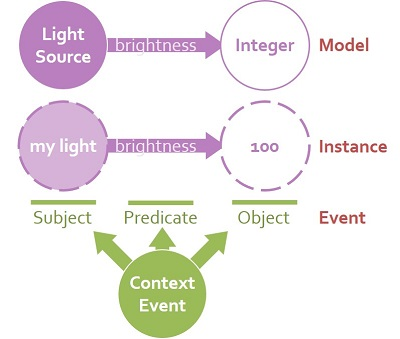 Light
Source
brightness
Integer
Model
my light
brightness
100
Instance
Subject
Predicate
Object
Event
Context
Event